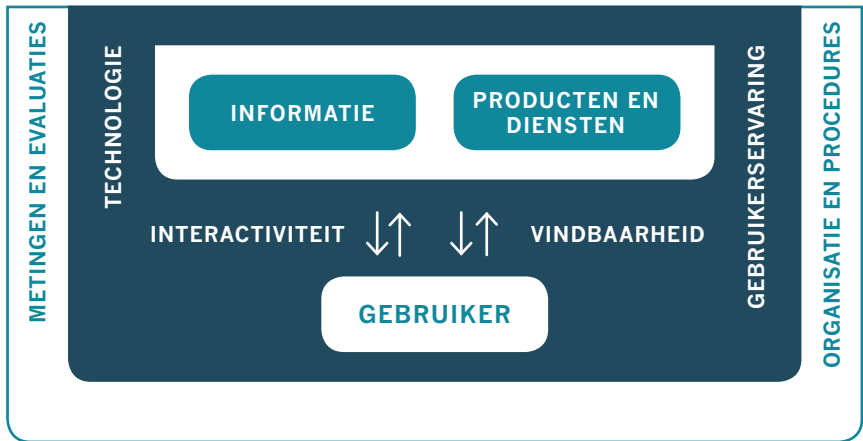 METINGEN EN EVALUATIES
TECHNOLOGIE
INFORMATIE
PRODUCTEN EN
DIENSTEN
INTERACTIVITEIT
VINDBAARHEID
GEBRUIKER
GEBRUIKERSERVARING
ORGANISATIE EN PROCEDURES